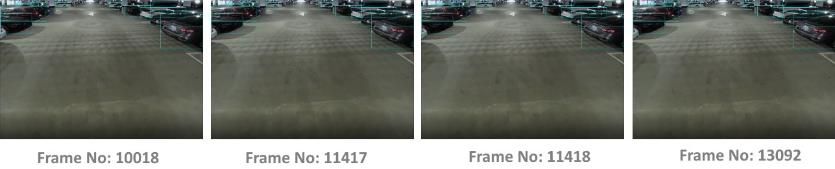 Frame No: 10018
Frame No: 11417
Frame No: 11418
Frame No: 13092